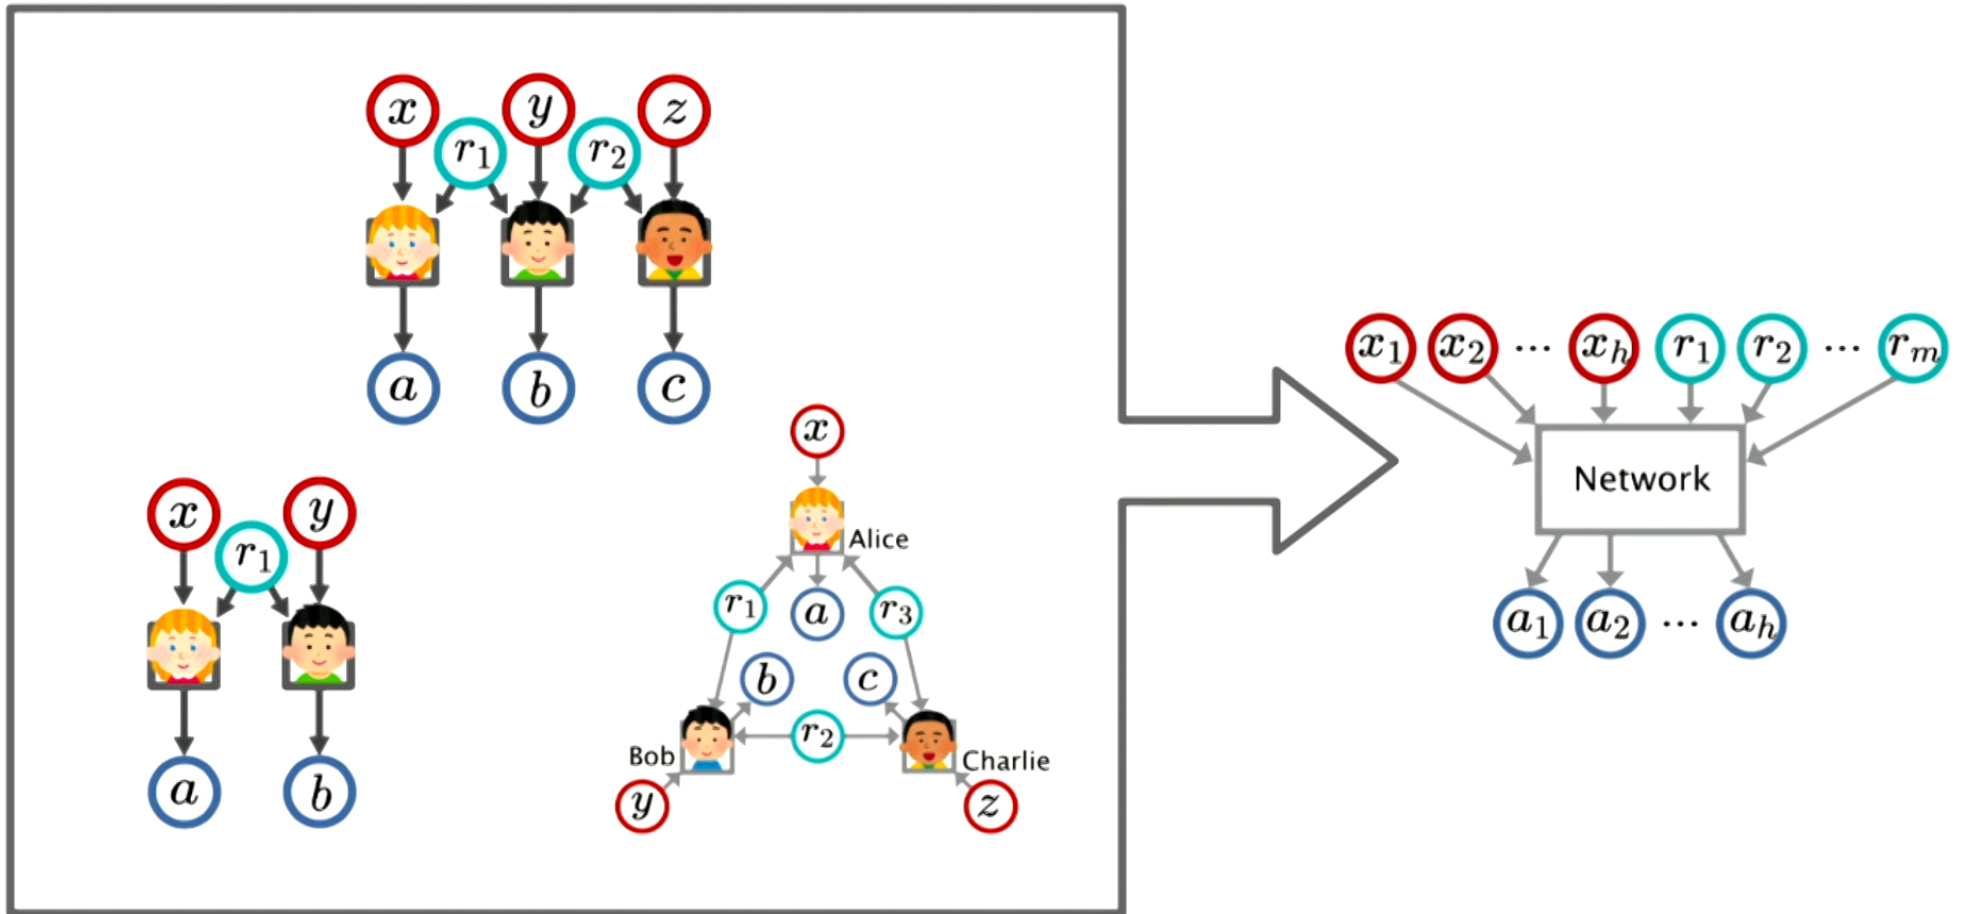 x y z
r₁ r₂
a b c
x y
r₁
a b
x
Alice
r₁ a r₃
b c
r₂
Bob Charlie
y z
x₁ x₂ ... xₕ r₁ r₂ ... rₘ
Network
a₁ a₂ ... aₕ